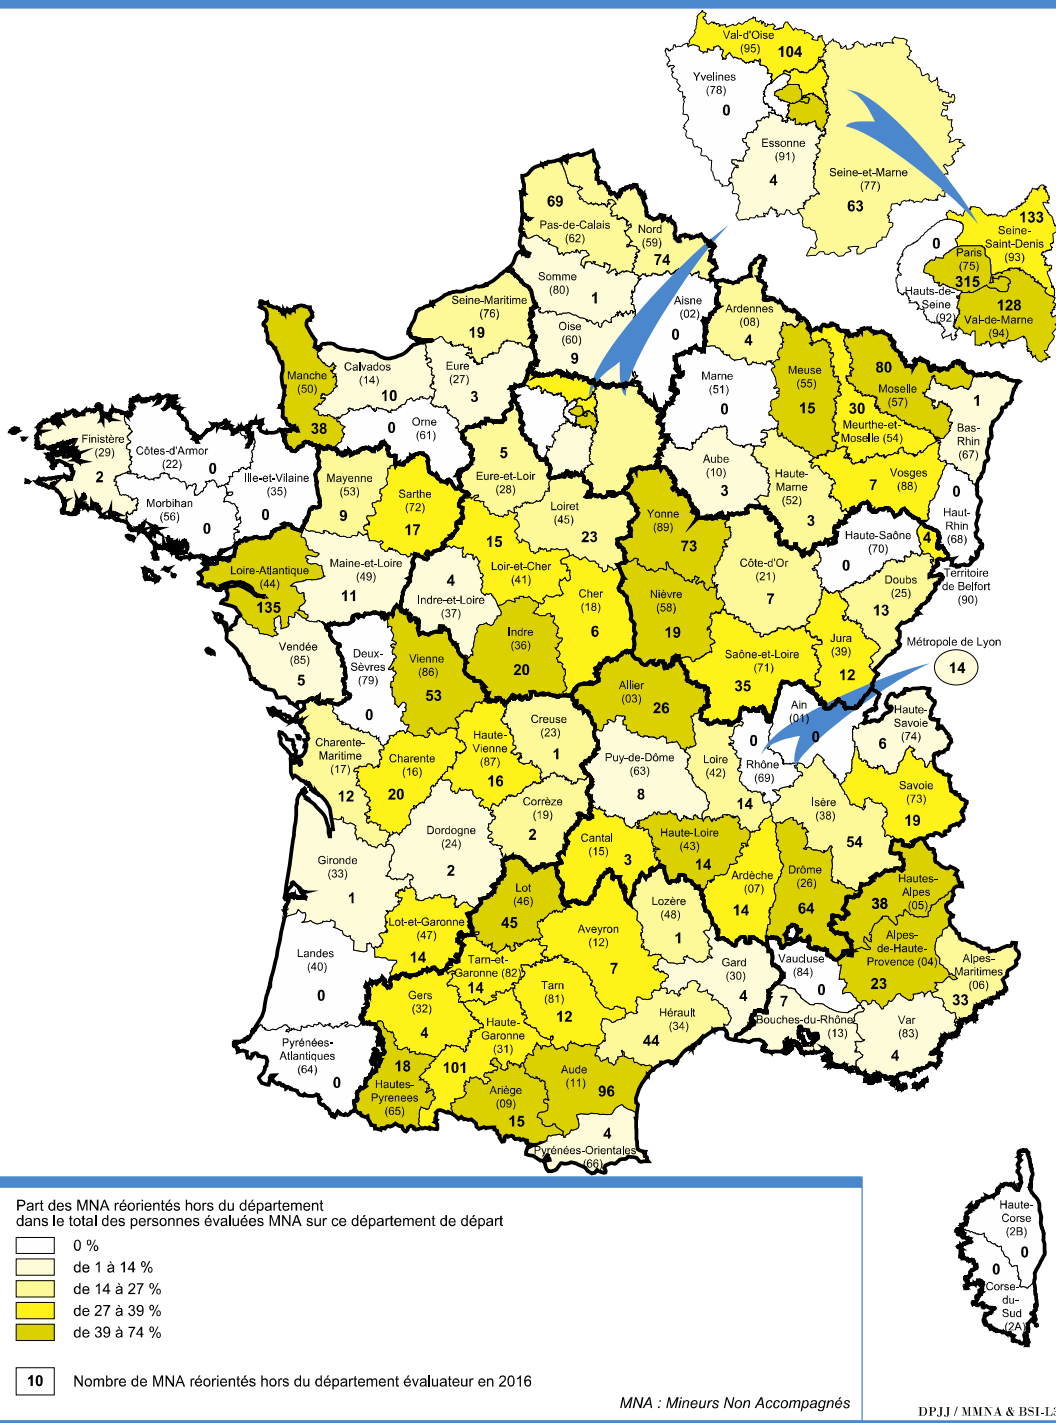 Val-d'Oise
(95) 104
Yvelines
(78)
0
Essonne
(91)
4
Seine-et-Marne
(77)
63
133
Seine-
Saint-Denis
(93)
0
Paris
(75)
315
Hauts-de-
Seine
(92)
128
Val-de-Marne
(94)
69
Pas-de-Calais
(62)
Nord
(59)
74
Somme
(80)
1
Aisne
(02)
0
Oise
(60)
9
Seine-Maritime
(76)
19
Ardennes
(08)
4
Manche
(50)
38
Calvados
(14)
10
Eure
(27)
3
0 Orne
(61)
Marne
(51)
0
Meuse
(55)
15
80
Moselle
(57)
30
Meurthe-et-
Moselle (54)
1
Bas-
Rhin
(67)
Finistère
(29)
2
Côtes-d'Armor
(22) 0
Ille-et-Vilaine
(35)
0
Morbihan
(56)
0
Mayenne
(53)
9
Sarthe
(72)
17
5
Eure-et-Loir
(28)
Loiret
(45)
23
Aube
(10)
3
Haute-
Marne
(52)
3
Vosges
7 (88)
0
Haut-
Rhin
(68)
Yonne
(89)
73
Haute-Saône
(70)
0
4
Territoire
de Belfort
(90)
Loire-Atlantique
(44)
135
Maine-et-Loire
(49)
11
4
Indre-et-Loire
(37)
15
Loir-et-Cher
(41)
Cher
(18)
6
Nièvre
(58)
19
Côte-d'Or
(21)
7
Doubs
(25)
13
Vendée
(85)
5
Deux-
Sèvres
(79)
0
Vienne
(86)
53
Indre
(36)
20
Saône-et-Loire
(71)
35
Jura
(39)
12
Métropole de Lyon
14
Allier
(03)
26
Ain
(01)
0
Haute-
Savoie
(74)
6
Charente-
Maritime
(17)
12
Charente
(16)
20
Haute-
Vienne
(87)
16
Creuse
(23)
1
Puy-de-Dôme
(63)
8
Loire
(42)
14
0
Rhône
(69)
Isère
(38)
54
Savoie
(73)
19
Corrèze
(19)
2
Dordogne
(24)
2
Gironde
(33)
1
Cantal
(15) 3
Haute-Loire
(43)
14
Ardèche
(07)
14
Drôme
(26)
64
Hautes-
Alpes
38 (05)
Lot
(46)
45
Lot-et-Garonne
(47)
14
Aveyron
(12)
7
Lozère
(48)
1
Alpes-
de-Haute-
Provence (04)
23
Alpes-
Maritimes
(06)
33
Landes
(40)
0
Tarn-et-
Garonne (82)
14
Tarn
(81)
12
Gard
(30)
4
Vaucluse
(84)
0
7
Bouches-du-Rhône
(13)
Var
(83)
4
Gers
(32)
4
Haute-
Garonne
(31)
101
Hérault
(34)
44
Pyrénées-
Atlantiques
(64)
0
18
Hautes-
Pyrenees
(65)
Ariège
(09)
15
Aude
(11) 96
4
Pyrénées-Orientales
(66)
Haute-
Corse
(2B)
0
0
Corse-
du-
Sud
(2A)
Part des MNA réorientés hors du département
dans le total des personnes évaluées MNA sur ce département de départ
0 %
de 1 à 14 %
de 14 à 27 %
de 27 à 39 %
de 39 à 74 %
10 Nombre de MNA réorientés hors du département évaluateur en 2016
MNA : Mineurs Non Accompagnés
DPJJ / MMNA & BSI-L3